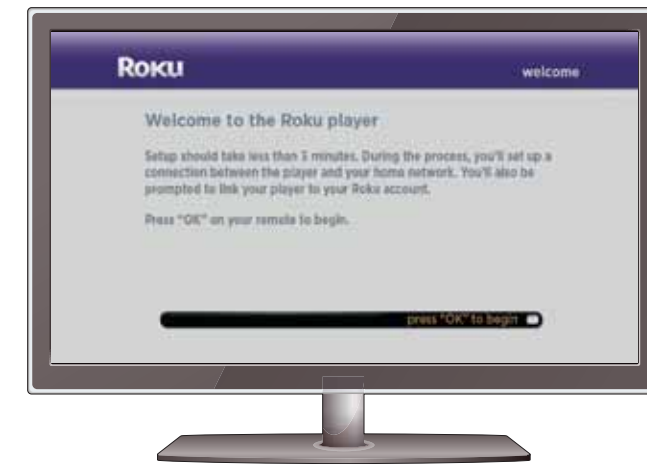 ROKU
welcome
Welcome to the Roku player
Setup should take less than 5 minutes. During the process, you'll set up a
connection between the player and your home network. You'll also be
prompted to link your player to your Roku account.
Press "OK" on your remote to begin.
press "OK" to begin